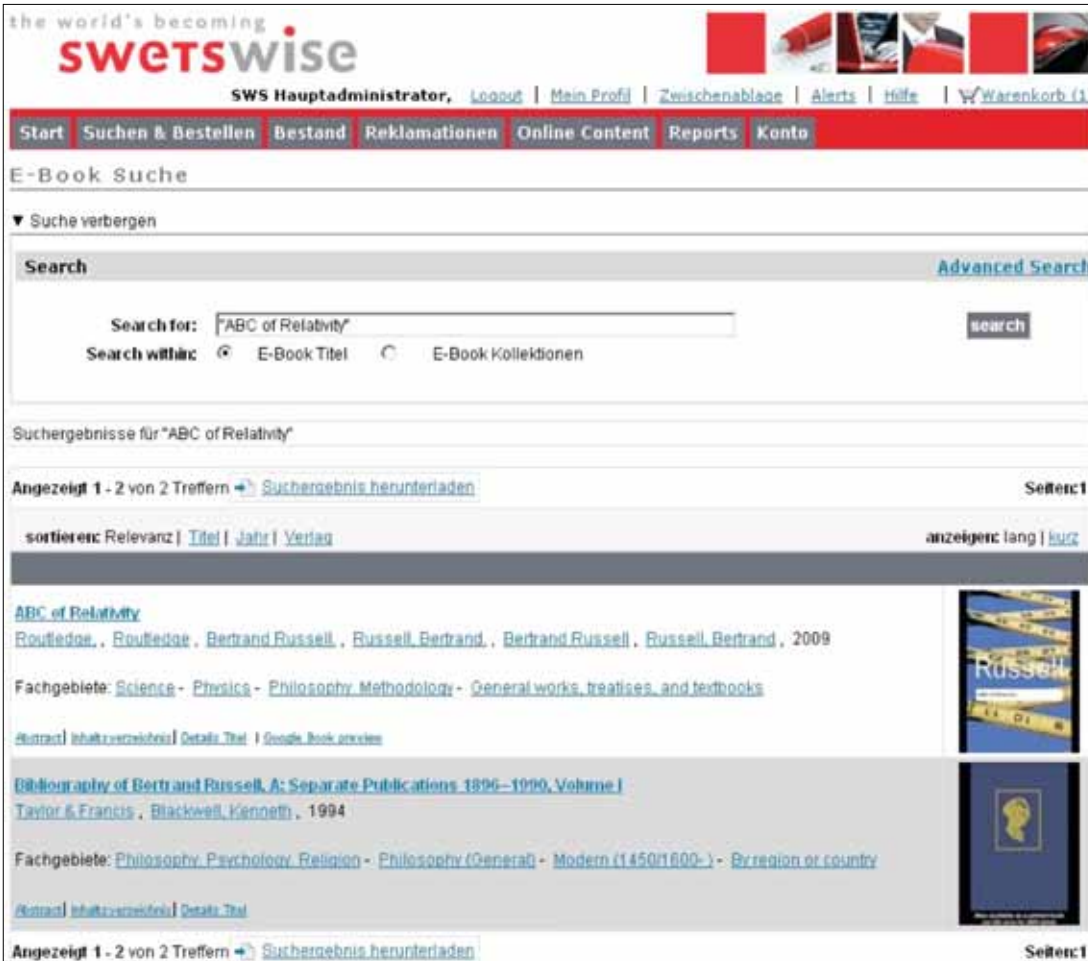 the world's becoming
swetswise
SWS Hauptadministrator, Logout | Mein Profil | Zwischenablage | Alerts | Hilfe | Warenkorb (1
Start Suchen & Bestellen Bestand Reklamationen Online Content Reports Konto
E-Book Suche
▼ Suche verbergen
Search Advanced Search
Search for: "ABC of Relativity" search
Search within: E-Book Titel E-Book Kollektionen
Suchergebnisse für "ABC of Relativity"
Angezeigt 1 - 2 von 2 Treffern Suchergebnis herunterladen Seiten:1
sortieren: Relevanz | Titel | Jahr | Verlag anzeigen: lang | kurz
ABC of Relativity
Routledge, , Routledge , Bertrand Russell, , Russell, Bertrand, , Bertrand Russell , Russell, Bertrand , 2009
Russell
Fachgebiete: Science - Physics - Philosophy. Methodology - General works, treatises, and textbooks
Abstract | Inhaltsverzeichnis | Details Titel | Google Book preview
Bibliography of Bertrand Russell, A: Separate Publications 1896–1990, Volume I
Taylor & Francis , Blackwell, Kenneth , 1994
Fachgebiete: Philosophy. Psychology. Religion - Philosophy (General) - Modern (1450/1600- ) - By region or country
Abstract | Inhaltsverzeichnis | Details Titel
Angezeigt 1 - 2 von 2 Treffern Suchergebnis herunterladen Seiten:1